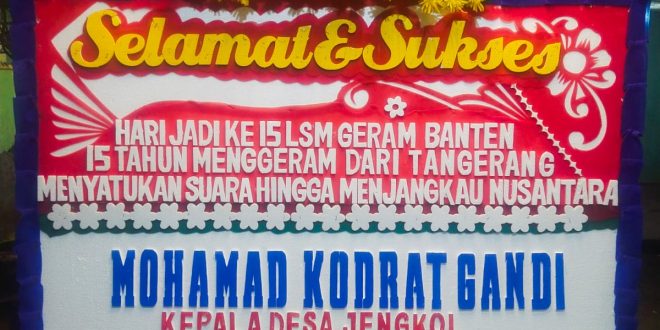 Selamat & Sukses
HARI JADI KE 15 LSM GERAM BANTEN
15 TAHUN MENGGERAM DARI TANGERANG
MENYATUKAN SUARA HINGGA MENJANGKAU NUSANTARA
MOHAMAD KODRAT GANDI
KEPALA DESA JENGKOL